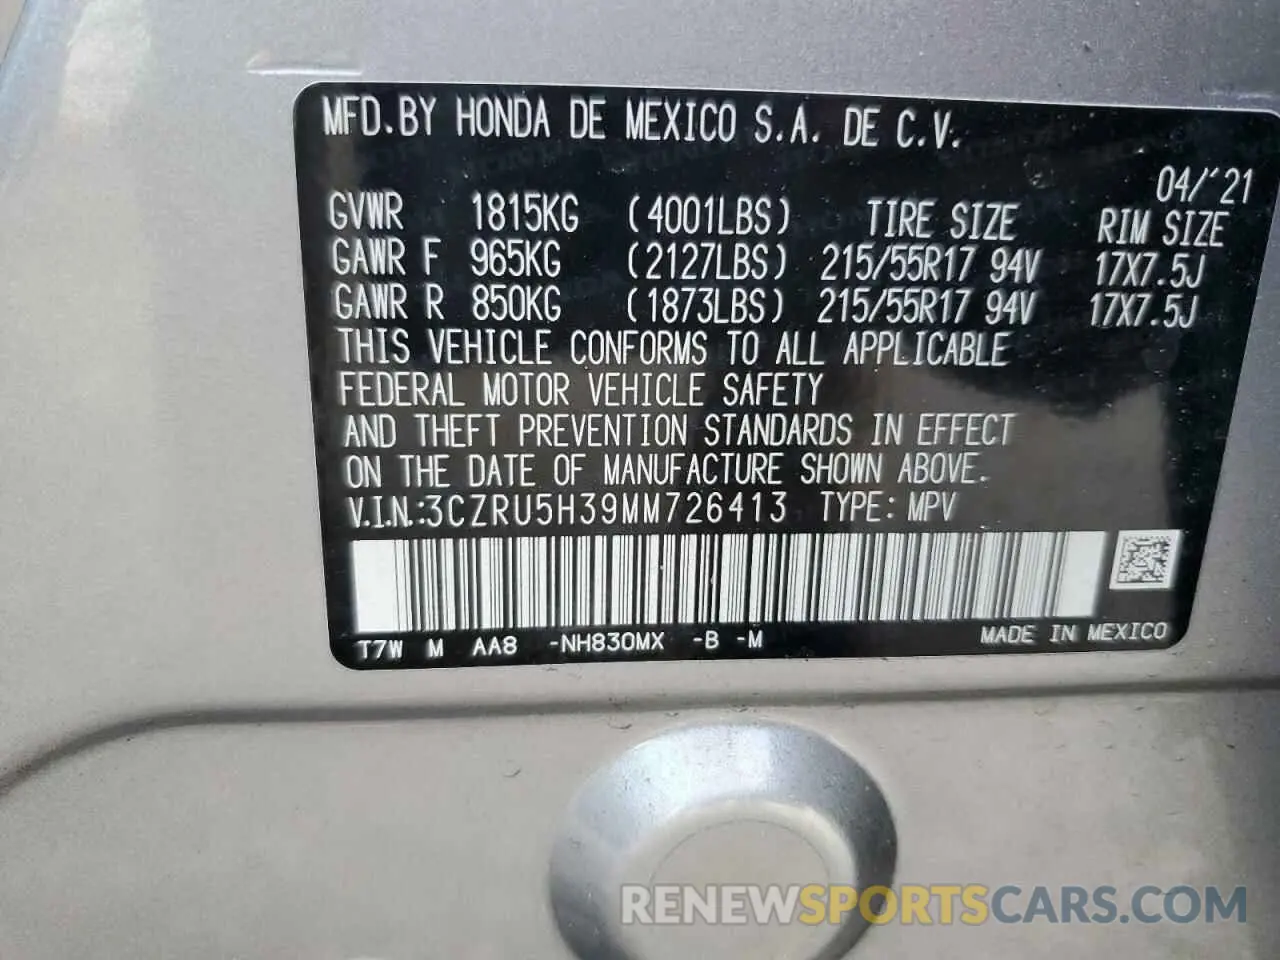 MFD.BY HONDA DE MEXICO S.A. DE C.V.
04/'21
GVWR 1815KG (4001LBS) TIRE SIZE RIM SIZE
GAWR F 965KG (2127LBS) 215/55R17 94V 17X7.5J
GAWR R 850KG (1873LBS) 215/55R17 94V 17X7.5J
THIS VEHICLE CONFORMS TO ALL APPLICABLE
FEDERAL MOTOR VEHICLE SAFETY
AND THEFT PREVENTION STANDARDS IN EFFECT
ON THE DATE OF MANUFACTURE SHOWN ABOVE.
V.I.N.:3CZRU5H39MM726413 TYPE: MPV
T7W M AA8 -NH830MX -B -M MADE IN MEXICO
RENEWSPORTSCARS.COM